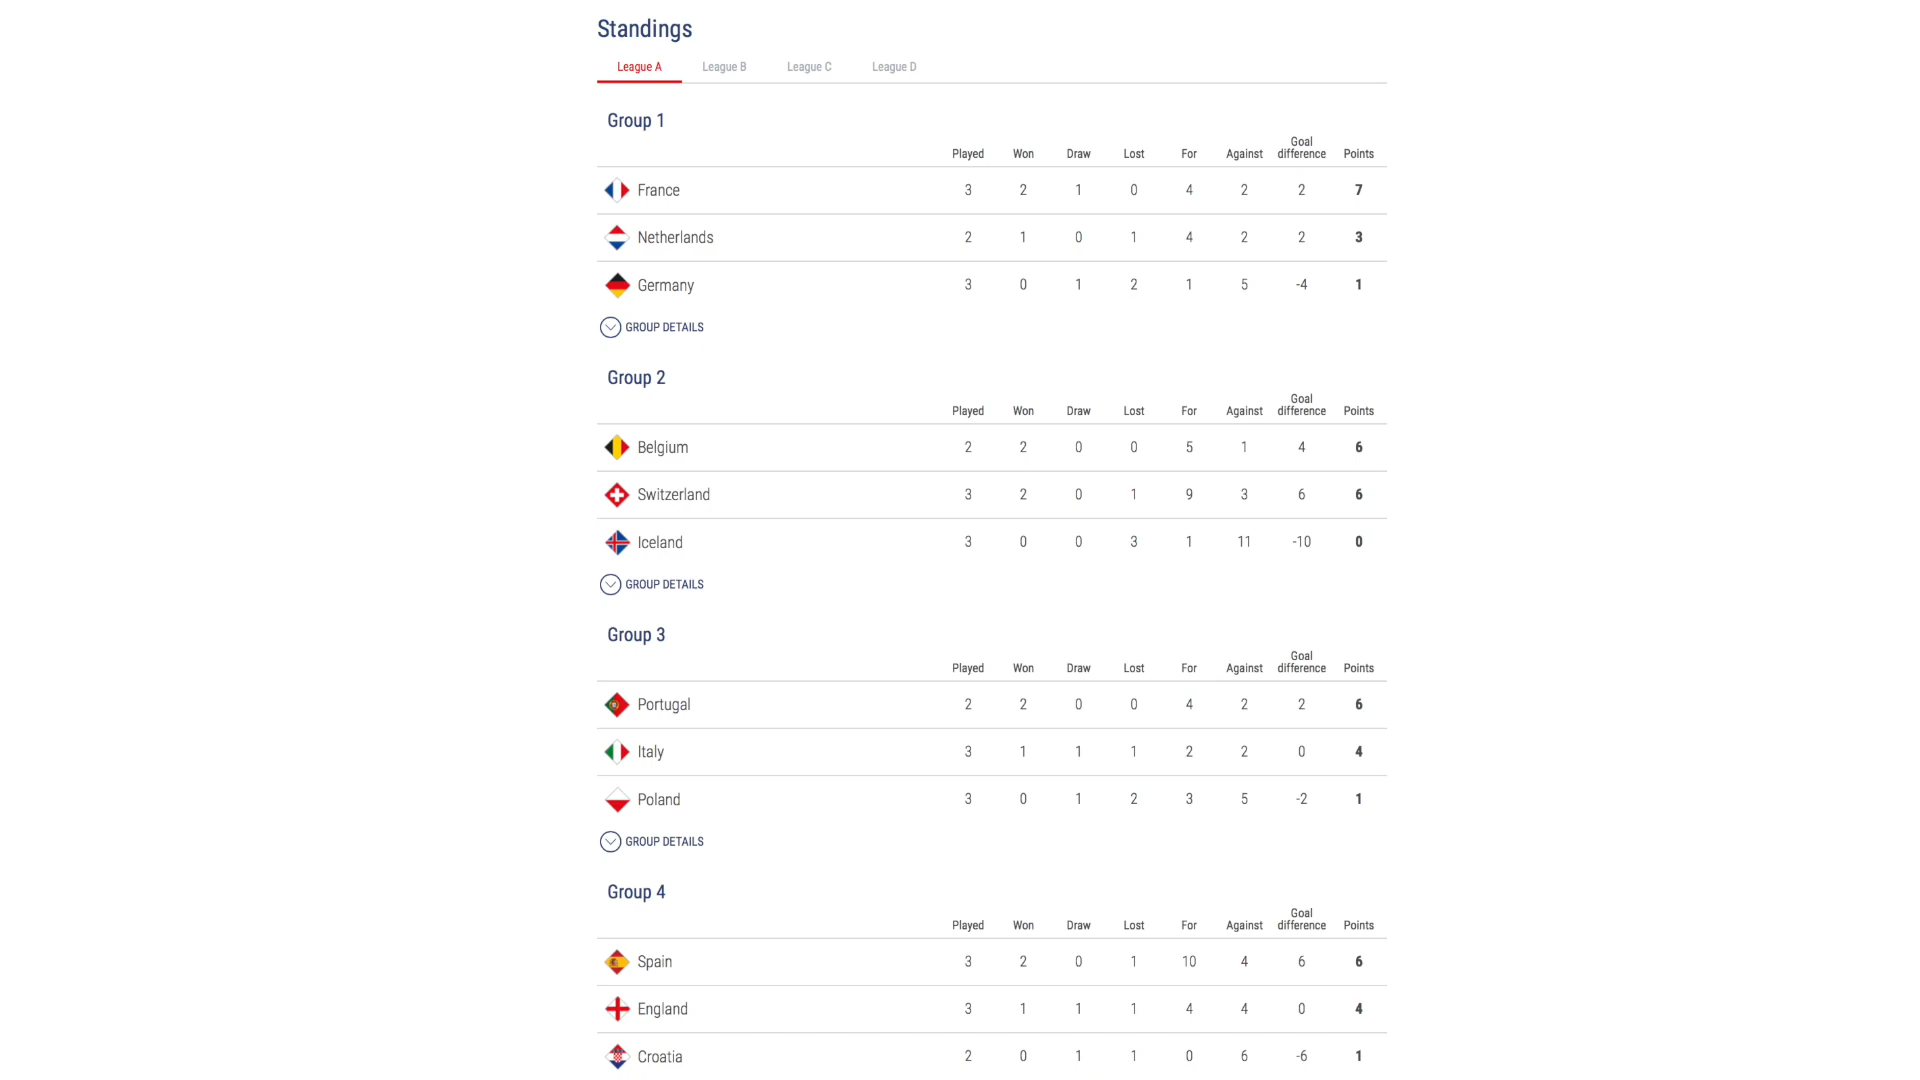 Standings
League A League B League C League D
Group 1
Played Won Draw Lost For Against Goal difference Points
France 3 2 1 0 4 2 2 7
Netherlands 2 1 0 1 4 2 2 3
Germany 3 0 1 2 1 5 -4 1
GROUP DETAILS
Group 2
Played Won Draw Lost For Against Goal difference Points
Belgium 2 2 0 0 5 1 4 6
Switzerland 3 2 0 1 9 3 6 6
Iceland 3 0 0 3 1 11 -10 0
GROUP DETAILS
Group 3
Played Won Draw Lost For Against Goal difference Points
Portugal 2 2 0 0 4 2 2 6
Italy 3 1 1 1 2 2 0 4
Poland 3 0 1 2 3 5 -2 1
GROUP DETAILS
Group 4
Played Won Draw Lost For Against Goal difference Points
Spain 3 2 0 1 10 4 6 6
England 3 1 1 1 4 4 0 4
Croatia 2 0 1 1 0 6 -6 1